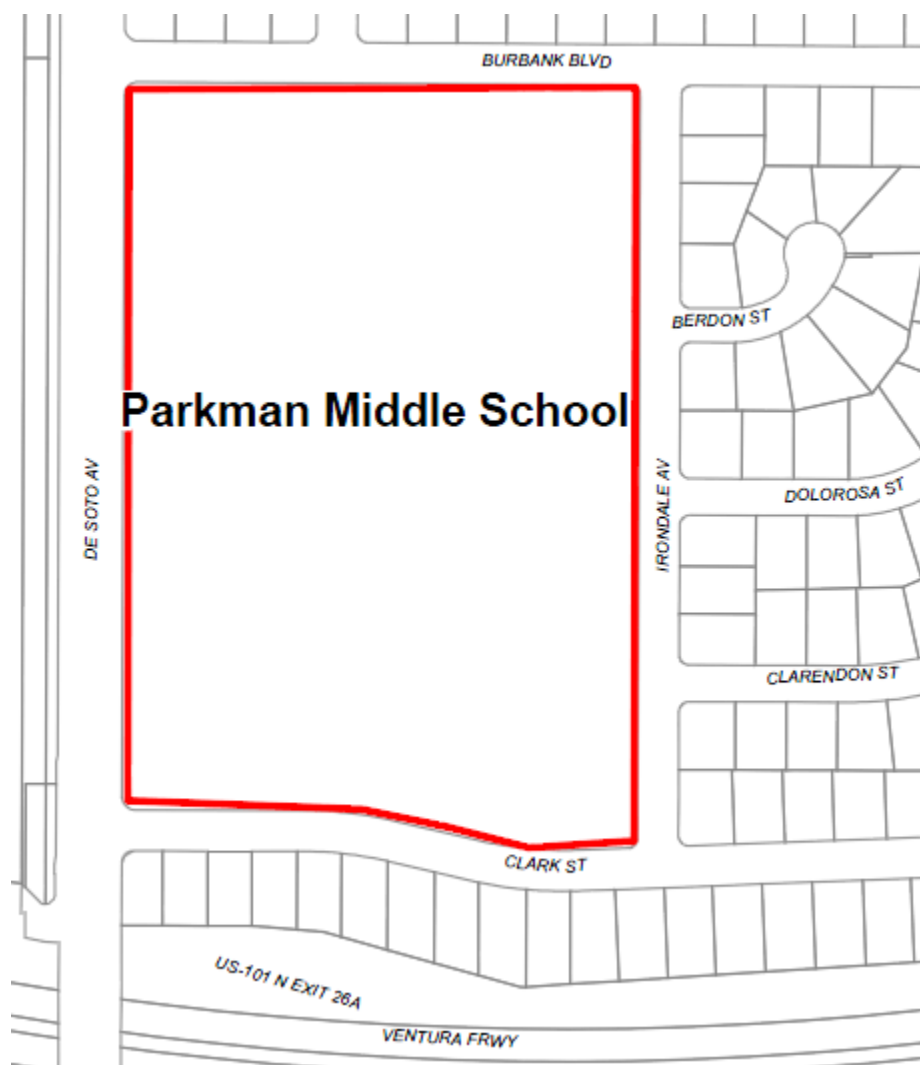 BURBANK BLVD
BERDON ST
Parkman Middle School
DE SOTO AV
IRONDALE AV
DOLOROSA ST
CLARENDON ST
CLARK ST
US-101 N EXIT 26A
VENTURA FRWY